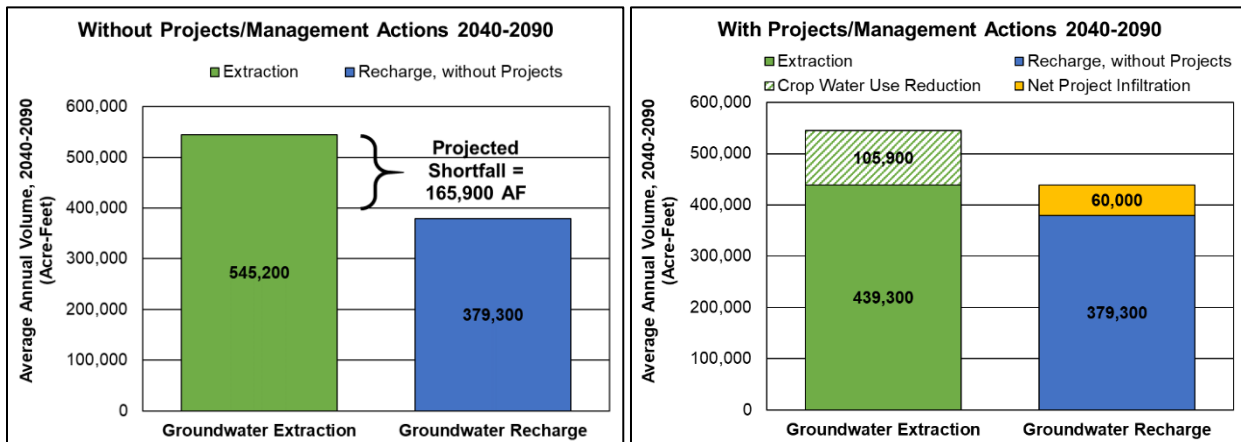 Without Projects/Management Actions 2040-2090
Extraction
Recharge, without Projects
Average Annual Volume, 2040-2090
(Acre-Feet)
600,000
500,000
400,000
300,000
200,000
100,000
0
545,200
Projected
Shortfall =
165,900 AF
379,300
Groundwater Extraction
Groundwater Recharge
With Projects/Management Actions 2040-2090
Extraction
Recharge, without Projects
Crop Water Use Reduction
Net Project Infiltration
Average Annual Volume, 2040-2090
(Acre-Feet)
600,000
500,000
400,000
300,000
200,000
100,000
0
105,900
439,300
60,000
379,300
Groundwater Extraction
Groundwater Recharge